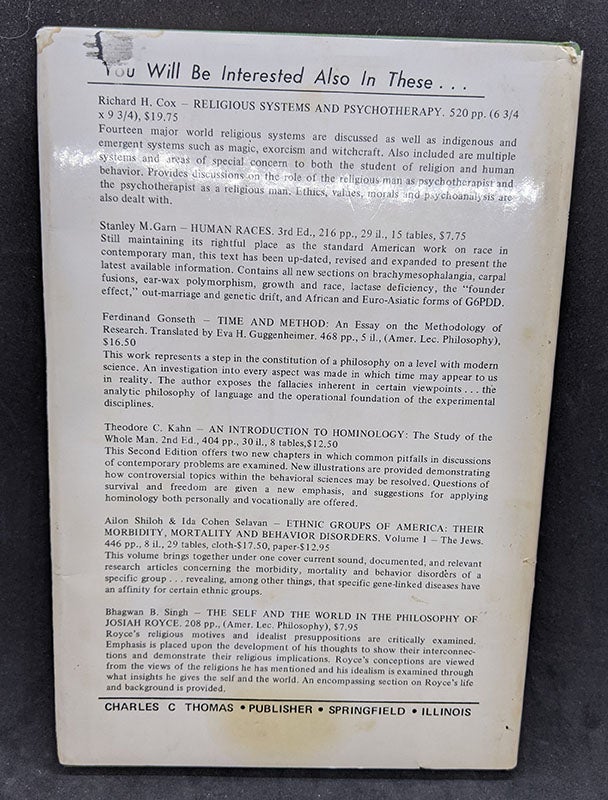 You Will Be Interested Also In These . . .
Richard H. Cox – RELIGIOUS SYSTEMS AND PSYCHOTHERAPY. 520 pp. (6 3/4
x 9 3/4), $19.75
Fourteen major world religious systems are discussed as well as indigenous and
emergent systems such as magic, exorcism and witchcraft. Also included are multiple
systems and areas of special concern to both the student of religion and human
behavior. Provides discussions on the role of the religious man as psychotherapist and
the psychotherapist as a religious man. Ethics, values, morals and psychoanalysis are
also dealt with.
Stanley M. Garn – HUMAN RACES. 3rd Ed., 216 pp., 29 il., 15 tables, $7.75
Still maintaining its rightful place as the standard American work on race in
contemporary man, this text has been up-dated, revised and expanded to present the
latest available information. Contains all new sections on brachymesophalangia, carpal
fusions, ear-wax polymorphism, growth and race, lactase deficiency, the "founder
effect," out-marriage and genetic drift, and African and Euro-Asiatic forms of G6PDD.
Ferdinand Gonseth – TIME AND METHOD: An Essay on the Methodology of
Research. Translated by Eva H. Guggenheimer. 468 pp., 5 il., (Amer. Lec. Philosophy),
$16.50
This work represents a step in the constitution of a philosophy on a level with modern
science. An investigation into every aspect was made in which time may appear to us
in reality. The author exposes the fallacies inherent in certain viewpoints . . . the
analytic philosophy of language and the operational foundation of the experimental
disciplines.
Theodore C. Kahn – AN INTRODUCTION TO HOMINOLOGY: The Study of the
Whole Man. 2nd Ed., 404 pp., 30 il., 8 tables, $12.50
This Second Edition offers two new chapters in which common pitfalls in discussions
of contemporary problems are examined. New illustrations are provided demonstrating
how controversial topics within the behavioral sciences may be resolved. Questions of
survival and freedom are given a new emphasis, and suggestions for applying
hominology both personally and vocationally are offered.
Ailon Shiloh & Ida Cohen Selavan – ETHNIC GROUPS OF AMERICA: THEIR
MORBIDITY, MORTALITY AND BEHAVIOR DISORDERS. Volume I – The Jews.
446 pp., 8 il., 29 tables, cloth-$17.50, paper-$12.95
This volume brings together under one cover current sound, documented, and relevant
research articles concerning the morbidity, mortality and behavior disorders of a
specific group . . . revealing, among other things, that specific gene-linked diseases have
an affinity for certain ethnic groups.
Bhagwan B. Singh – THE SELF AND THE WORLD IN THE PHILOSOPHY OF
JOSIAH ROYCE. 208 pp., (Amer. Lec. Philosophy), $7.95
Royce's religious motives and idealist presuppositions are critically examined.
Emphasis is placed upon the development of his thoughts to show their interconnec-
tions and demonstrate their religious implications. Royce's conceptions are viewed
from the views of the religions he has mentioned and his idealism is examined through
what insights he gives the self and the world. An encompassing section on Royce's life
and background is provided.
CHARLES C THOMAS • PUBLISHER • SPRINGFIELD • ILLINOIS